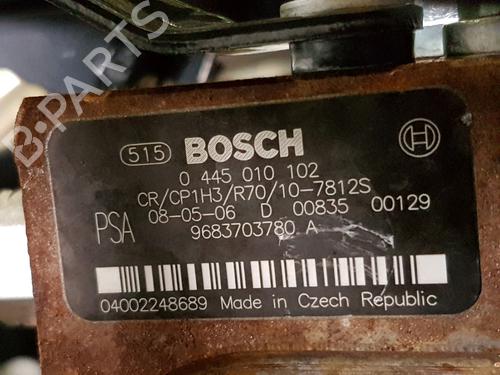 515 BOSCH
0 445 010 102
CR/CP1H3/R70/10-7812S
08-05-06 D 00835 00129
PSA 9683703780 A
04002248689 Made in Czech Republic
B-PARTS